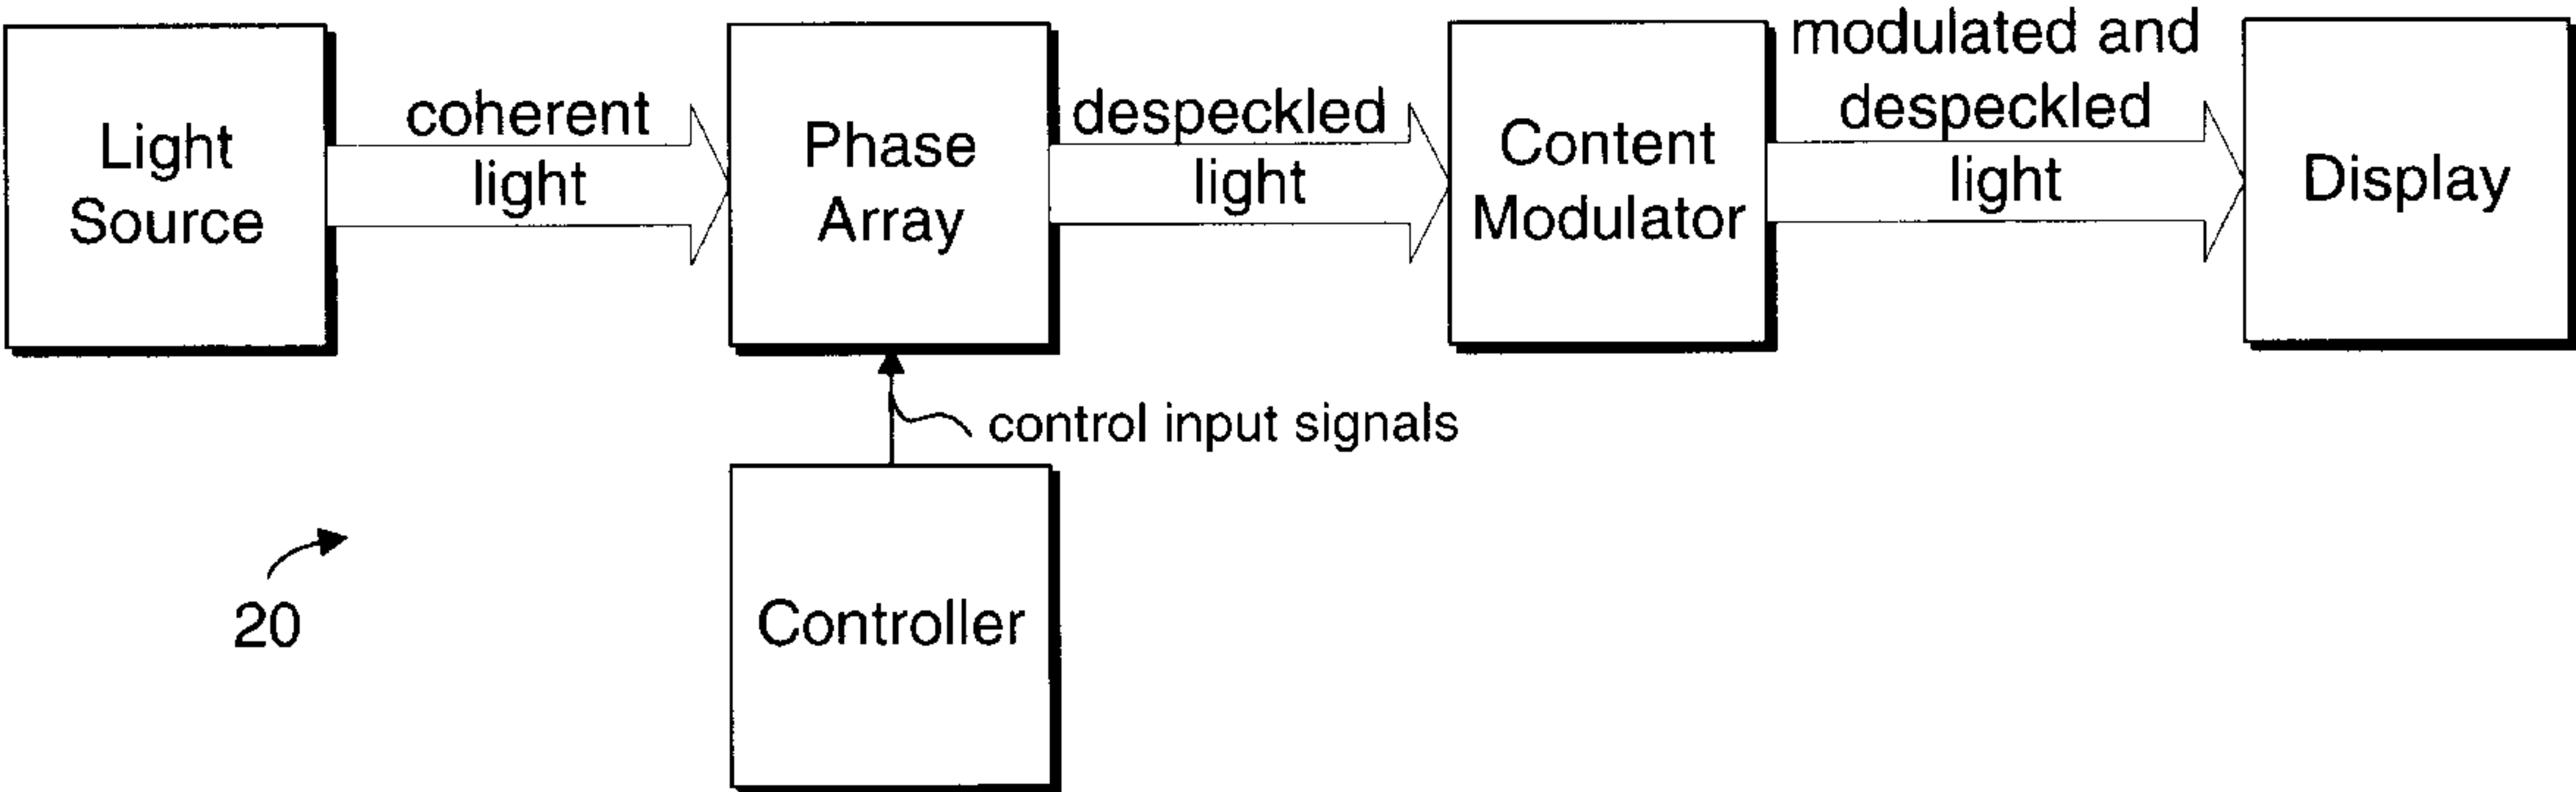 Light
Source
coherent
light
Phase
Array
despeckled
light
Content
Modulator
modulated and
despeckled
light
Display
control input signals
Controller
20